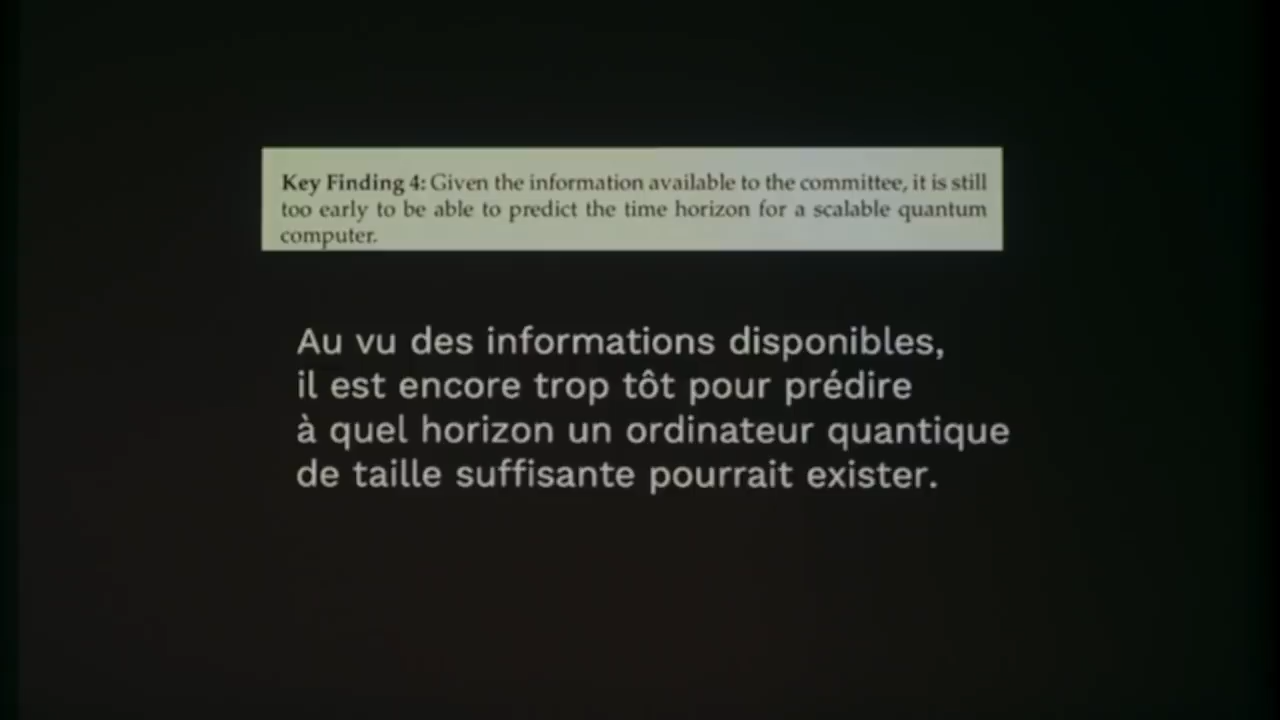 Key Finding 4: Given the information available to the committee, it is still
too early to be able to predict the time horizon for a scalable quantum
computer.
Au vu des informations disponibles,
il est encore trop tôt pour prédire
à quel horizon un ordinateur quantique
de taille suffisante pourrait exister.